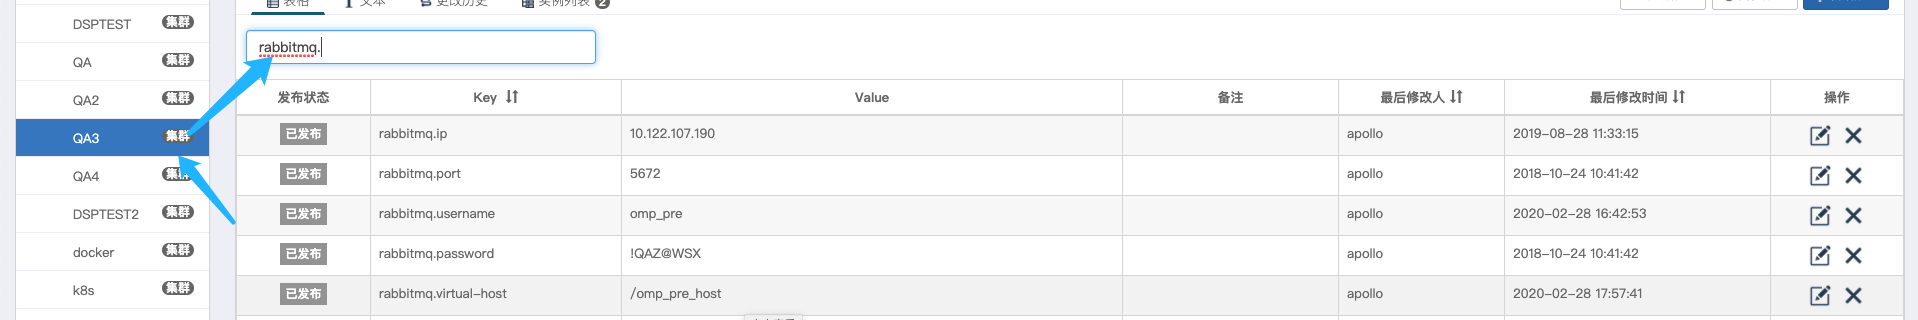 DSPTEST 集群
QA 集群
QA2 集群
QA3 集群
QA4 集群
DSPTEST2 集群
docker 集群
k8s 集群
表格 文本 更改历史 实例列表 2
rabbitmq.
发布状态 Key Value 备注 最后修改人 最后修改时间 操作
已发布 rabbitmq.ip 10.122.107.190 apollo 2019-08-28 11:33:15
已发布 rabbitmq.port 5672 apollo 2018-10-24 10:41:42
已发布 rabbitmq.username omp_pre apollo 2020-02-28 16:42:53
已发布 rabbitmq.password !QAZ@WSX apollo 2018-10-24 10:41:42
已发布 rabbitmq.virtual-host /omp_pre_host apollo 2020-02-28 17:57:41